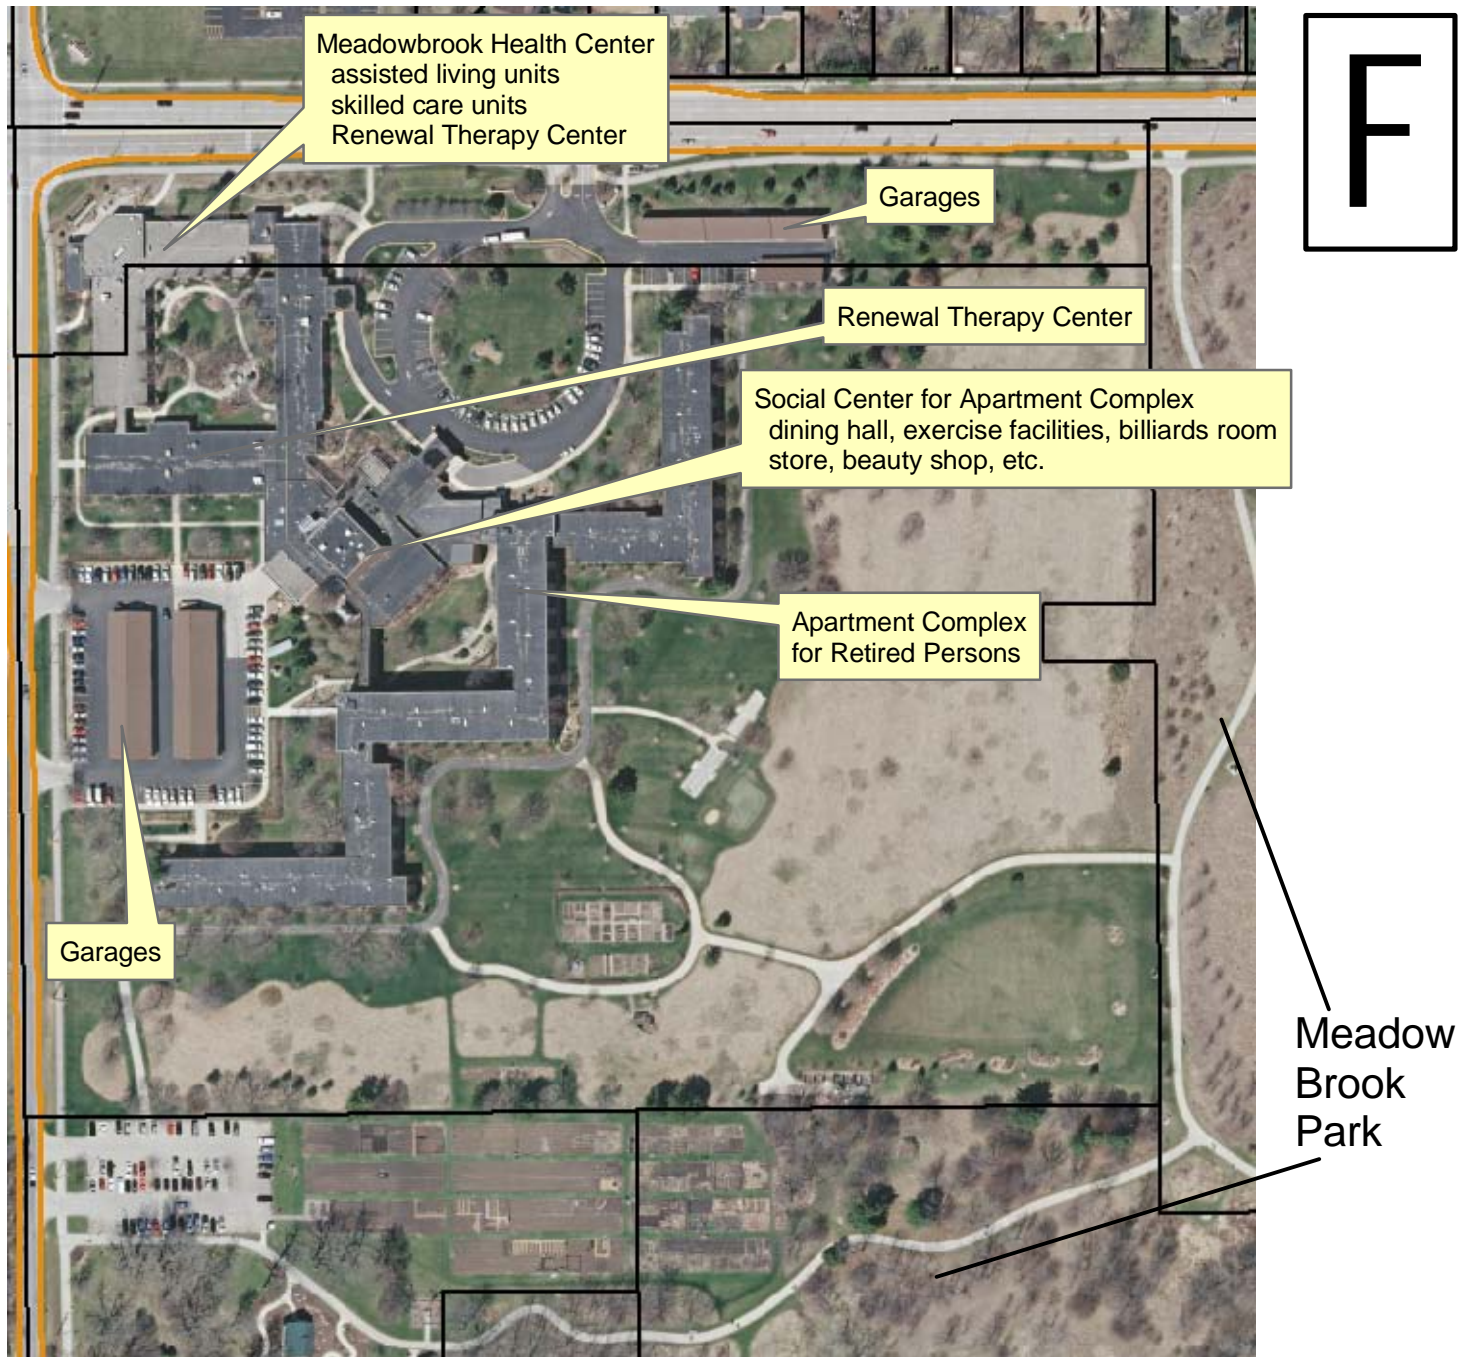 Meadowbrook Health Center
assisted living units
skilled care units
Renewal Therapy Center
F
Garages
Renewal Therapy Center
Social Center for Apartment Complex
dining hall, exercise facilities, billiards room
store, beauty shop, etc.
Apartment Complex
for Retired Persons
Garages
Meadow
Brook
Park